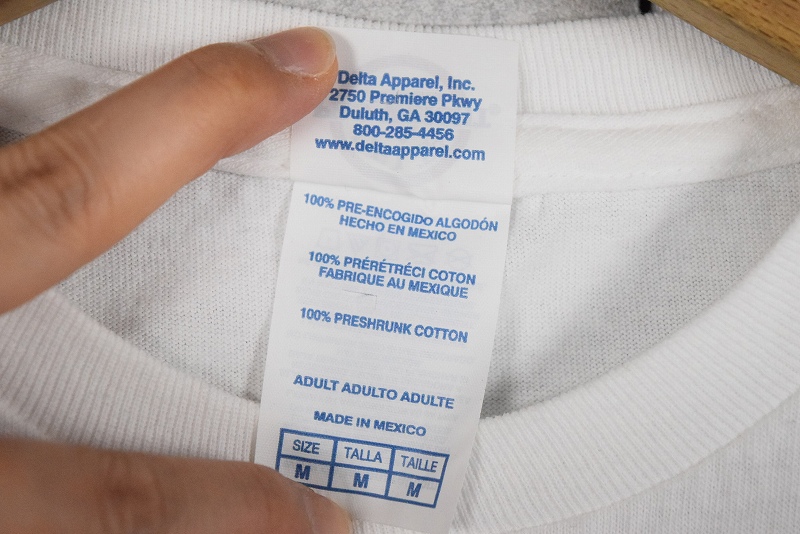 Delta Apparel, Inc.
2750 Premiere Pkwy
Duluth, GA 30097
800-285-4456
www.deltaapparel.com
100% PRE-ENCOGIDO ALGODÓN
HECHO EN MEXICO
100% PRÉRÉTRÉCI COTON
FABRIQUE AU MEXIQUE
100% PRESHRUNK COTTON
ADULT ADULTO ADULTE
MADE IN MEXICO
SIZE TALLA TAILLE
M M M